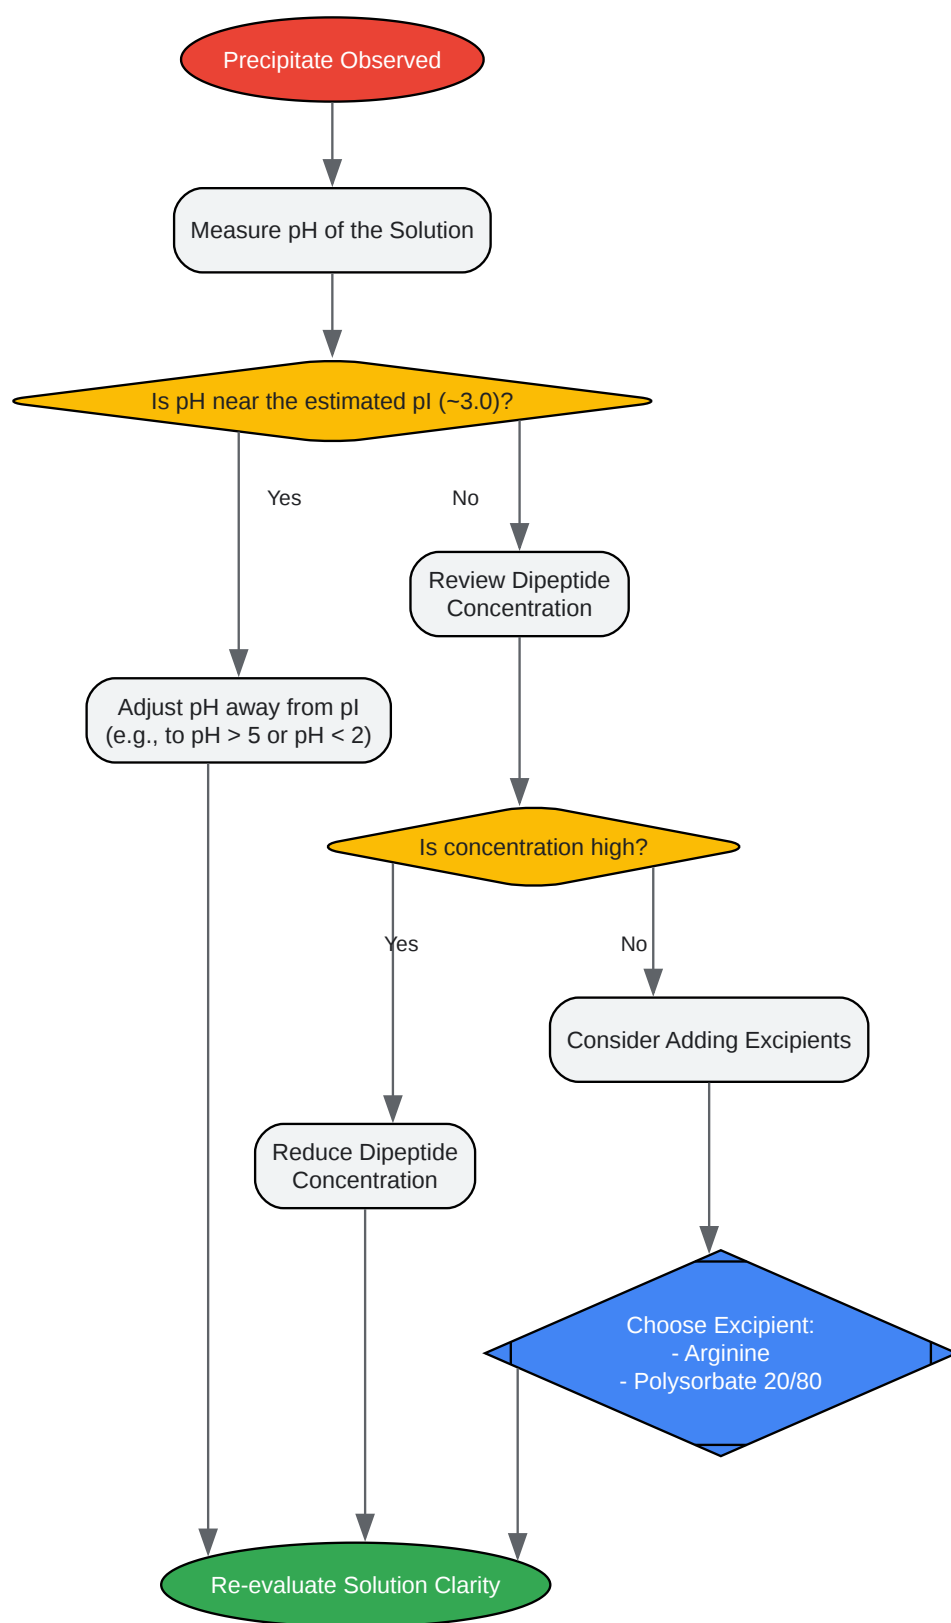 Precipitate Observed
Measure pH of the Solution
Is pH near the estimated pI (~3.0)?
Yes
No
Review Dipeptide
Concentration
Adjust pH away from pI
(e.g., to pH > 5 or pH < 2)
Is concentration high?
Yes
No
Consider Adding Excipients
Reduce Dipeptide
Concentration
Choose Excipient:
- Arginine
- Polysorbate 20/80
Re-evaluate Solution Clarity